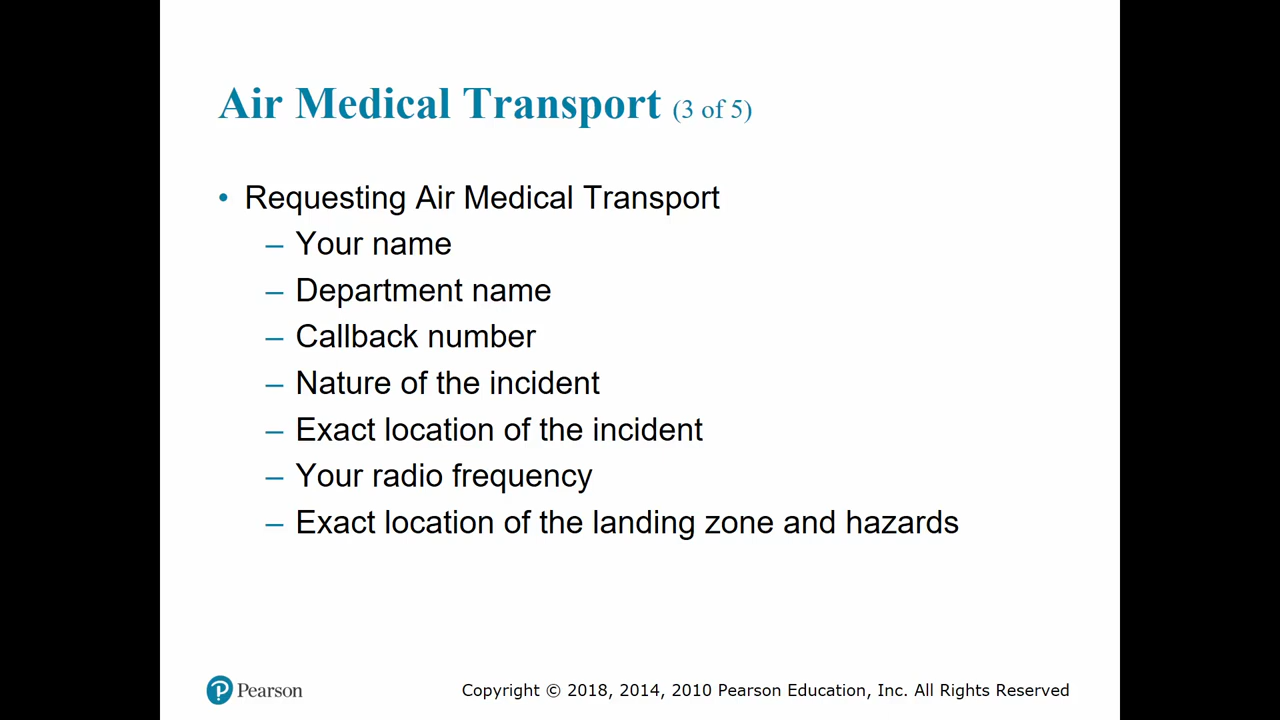 Air Medical Transport (3 of 5)
• Requesting Air Medical Transport
– Your name
– Department name
– Callback number
– Nature of the incident
– Exact location of the incident
– Your radio frequency
– Exact location of the landing zone and hazards
P Pearson
Copyright © 2018, 2014, 2010 Pearson Education, Inc. All Rights Reserved